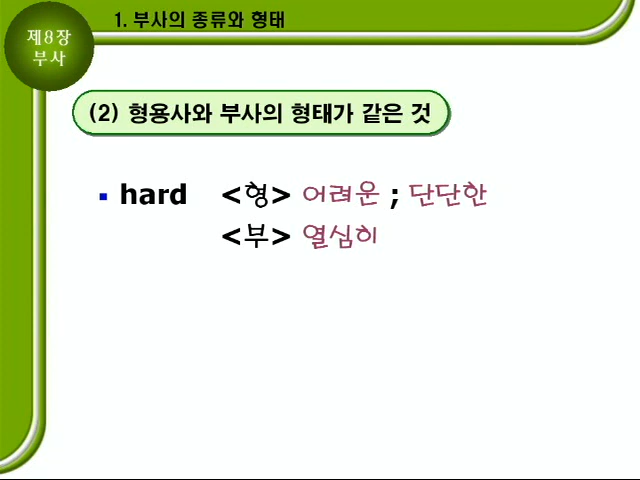 제8장
부사
1. 부사의 종류와 형태
(2) 형용사와 부사의 형태가 같은 것
▪ hard <형> 어려운 ; 단단한
<부> 열심히